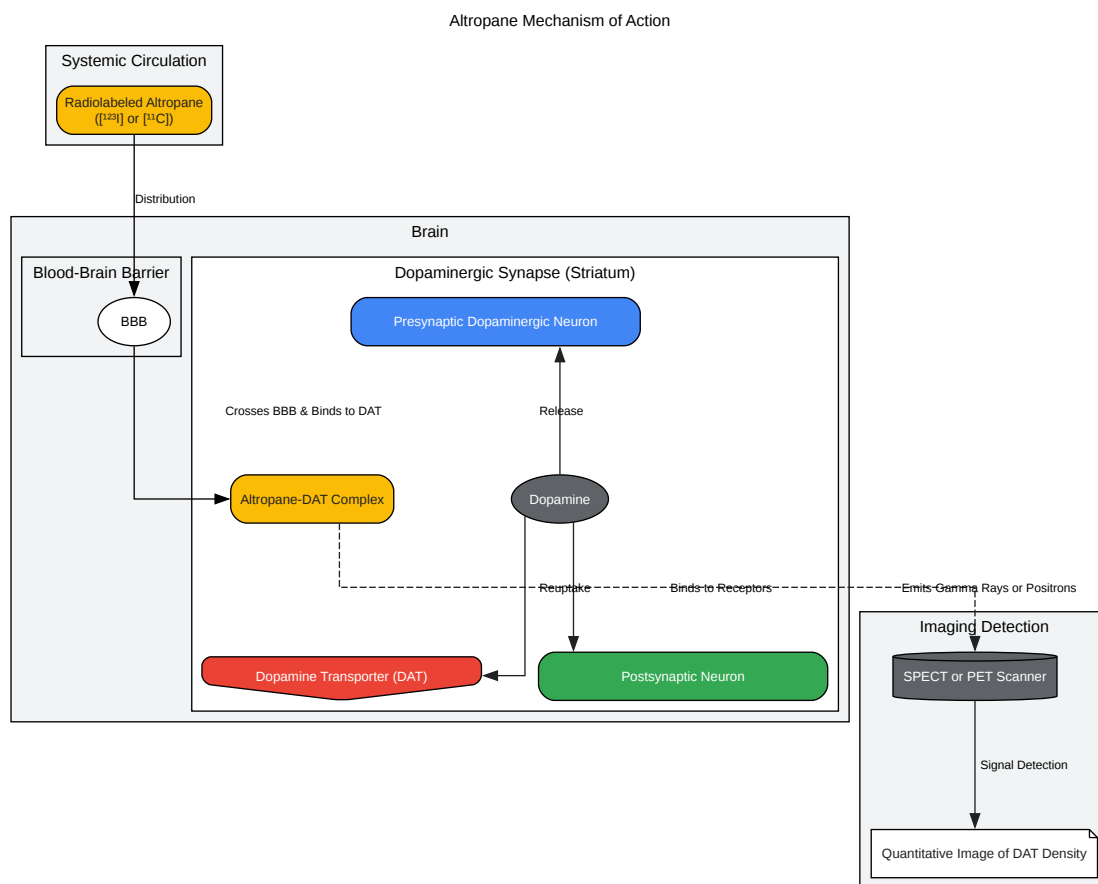 Altropane Mechanism of Action
Systemic Circulation
Radiolabeled Altropane
([¹²³I] or [¹¹C])
Distribution
Brain
Blood-Brain Barrier
BBB
Dopaminergic Synapse (Striatum)
Presynaptic Dopaminergic Neuron
Crosses BBB & Binds to DAT
Release
Altropane-DAT Complex
Dopamine
Reuptake
Binds to Receptors
Emits Gamma Rays or Positrons
Dopamine Transporter (DAT)
Postsynaptic Neuron
Imaging Detection
SPECT or PET Scanner
Signal Detection
Quantitative Image of DAT Density